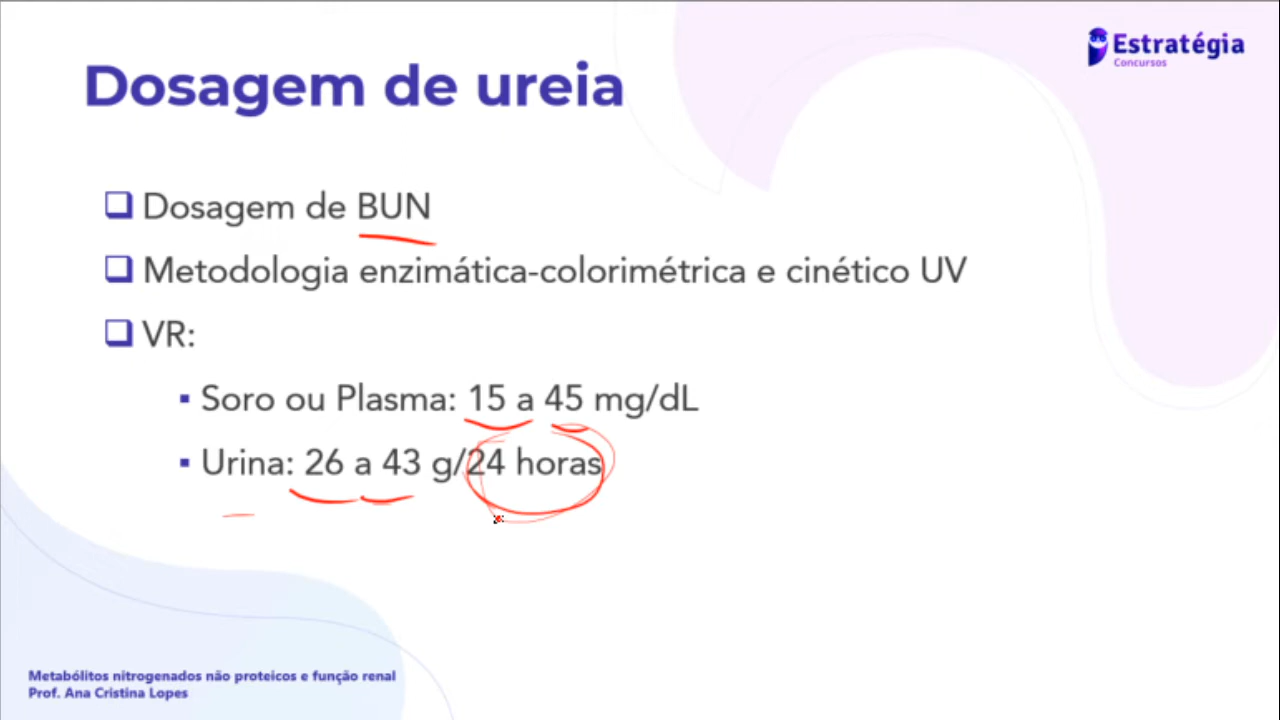 Estratégia
Concursos
Dosagem de ureia
Dosagem de BUN
Metodologia enzimática-colorimétrica e cinético UV
VR:
Soro ou Plasma: 15 a 45 mg/dL
Urina: 26 a 43 g/24 horas
Metabólitos nitrogenados não proteicos e função renal
Prof. Ana Cristina Lopes